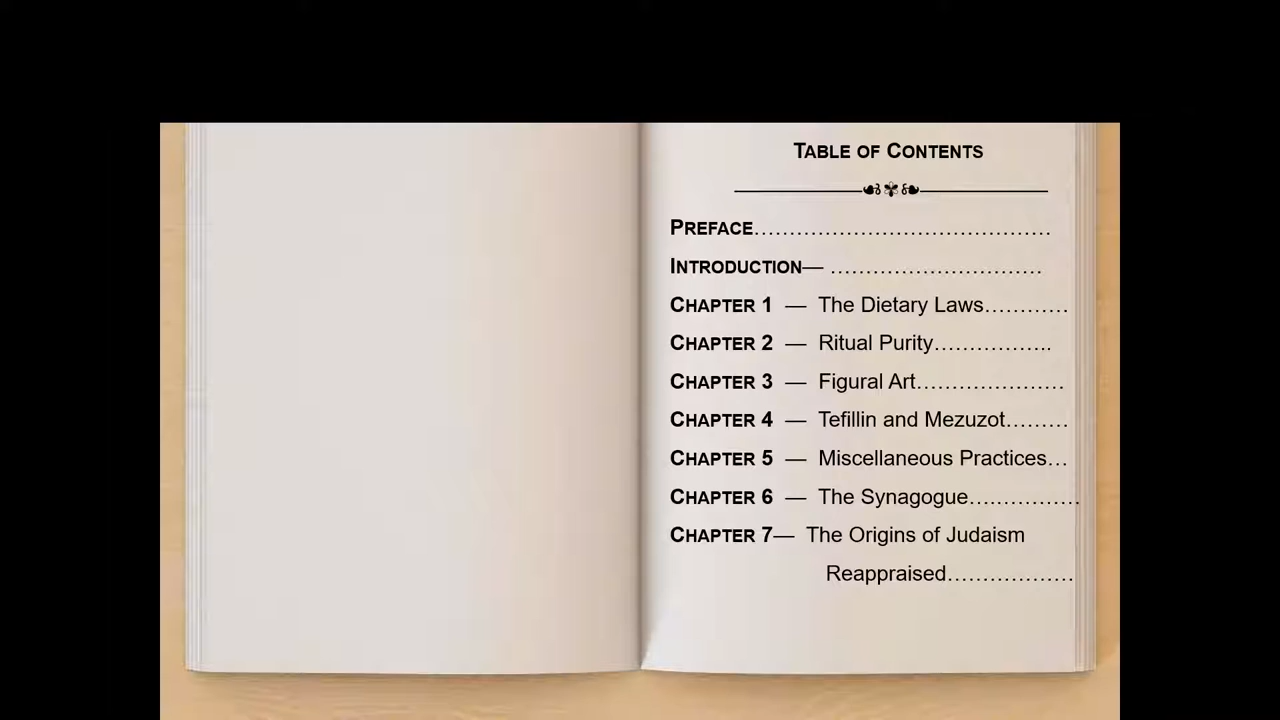 TABLE OF CONTENTS
PREFACE.......................................
INTRODUCTION— ............................
CHAPTER 1 — The Dietary Laws............
CHAPTER 2 — Ritual Purity................
CHAPTER 3 — Figural Art.....................
CHAPTER 4 — Tefillin and Mezuzot.........
CHAPTER 5 — Miscellaneous Practices...
CHAPTER 6 — The Synagogue...............
CHAPTER 7— The Origins of Judaism
Reappraised..................